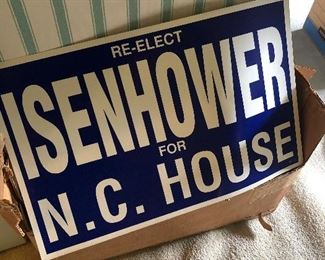 RE-ELECT
ISENHOWER
FOR
N.C. HOUSE